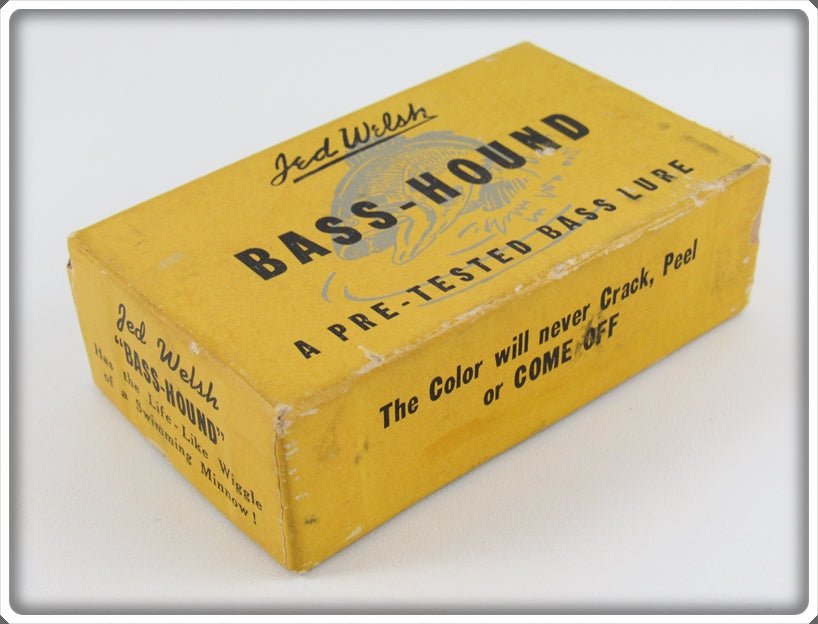 Jed Welsh
BASS-HOUND
A PRE-TESTED BASS LURE
The Color will never Crack, Peel
or COME OFF
Jed Welsh
"BASS-HOUND"
Has the Life-Like Wiggle
of a Swimming Minnow!